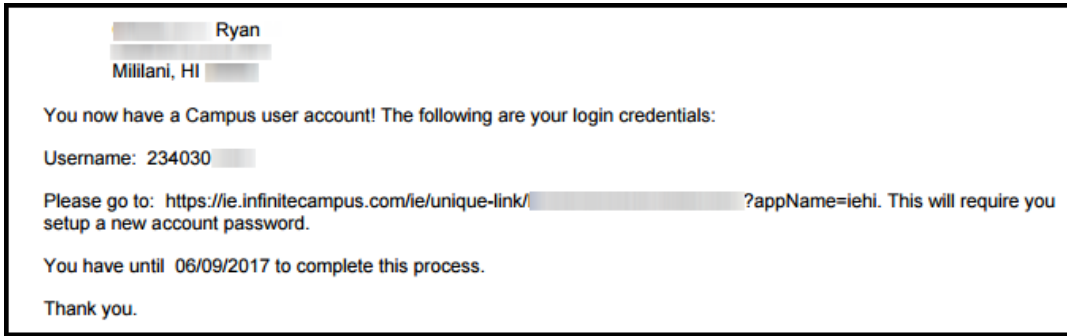 Ryan
Mililani, HI
You now have a Campus user account! The following are your login credentials:
Username: 234030
Please go to: https://ie.infinitecampus.com/ie/unique-link/ ?appName=iehi. This will require you
setup a new account password.
You have until 06/09/2017 to complete this process.
Thank you.